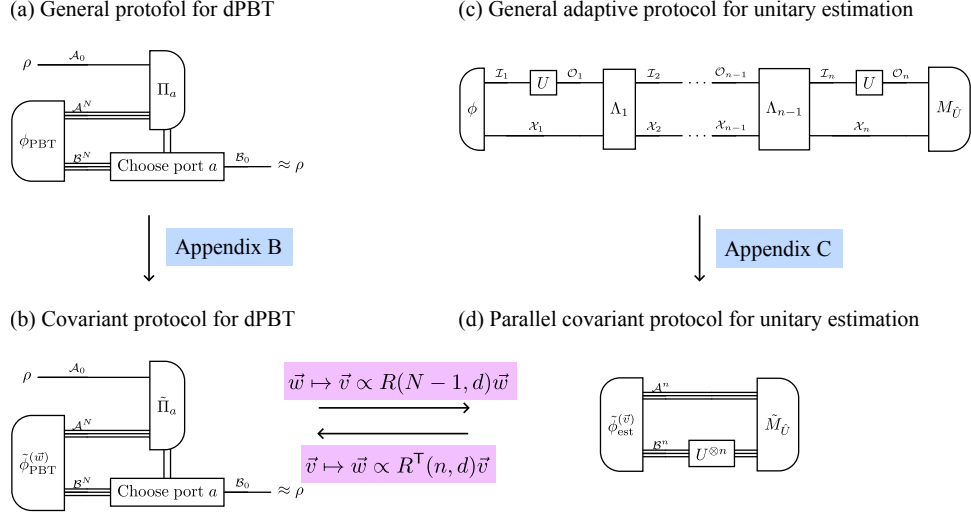 (a) General protofol for dPBT
ρ
𝒜₀
Π_a
ϕ_PBT
𝒜^N
ℬ^N
Choose port a
ℬ₀
≈ ρ
(c) General adaptive protocol for unitary estimation
ϕ
ℐ₁
U
𝒪₁
Λ₁
ℐ₂
⋯
𝒪_{n−1}
Λ_{n−1}
ℐ_n
U
𝒪_n
M_Û
𝒳₁
𝒳₂
⋯
𝒳_{n−1}
𝒳_n
Appendix B
Appendix C
(b) Covariant protocol for dPBT
ρ
𝒜₀
Π̃_a
ϕ̃_PBT^{(w⃗)}
𝒜^N
ℬ^N
Choose port a
ℬ₀
≈ ρ
w⃗ ↦ v⃗ ∝ R(N − 1, d)w⃗
v⃗ ↦ w⃗ ∝ R^T(n, d)v⃗
(d) Parallel covariant protocol for unitary estimation
ϕ̃_est^{(v⃗)}
𝒜^n
ℬ^n
U^{⊗n}
M̃_Û